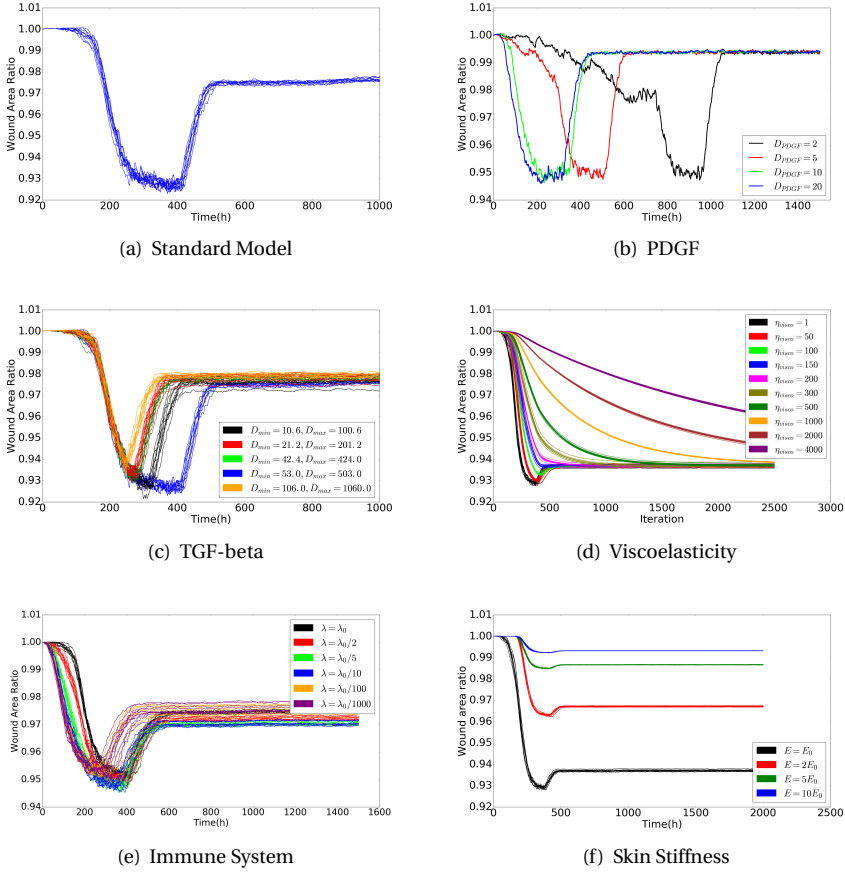 1.01
1.00
0.99
0.98
0.97
0.96
0.95
0.94
0.93
0.92
Wound Area Ratio
0 200 400 600 800 1000
Time(h)
(a) Standard Model
1.00
0.99
0.98
0.97
0.96
0.95
0.94
Wound Area Ratio
D_PDGF = 2
D_PDGF = 5
D_PDGF = 10
D_PDGF = 20
0 200 400 600 800 1000 1200 1400
Time(h)
(b) PDGF
1.01
1.00
0.99
0.98
0.97
0.96
0.95
0.94
0.93
0.92
Wound Area Ratio
D_min = 10.6, D_max = 100.6
D_min = 21.2, D_max = 201.2
D_min = 42.4, D_max = 424.0
D_min = 53.0, D_max = 503.0
D_min = 106.0, D_max = 1060.0
0 200 400 600 800 1000
Time(h)
(c) TGF-beta
1.01
1.00
0.99
0.98
0.97
0.96
0.95
0.94
0.93
0.92
Wound Area Ratio
η_visos = 1
η_visos = 50
η_visos = 100
η_visos = 150
η_visos = 200
η_visos = 300
η_visos = 500
η_visos = 1000
η_visos = 2000
η_visos = 4000
0 500 1000 1500 2000 2500 3000
Iteration
(d) Viscoelasticity
1.01
1.00
0.99
0.98
0.97
0.96
0.95
0.94
Wound Area Ratio
λ = λ_0
λ = λ_0/2
λ = λ_0/5
λ = λ_0/10
λ = λ_0/100
λ = λ_0/1000
0 200 400 600 800 1000 1200 1400 1600
Time(h)
(e) Immune System
1.01
1.00
0.99
0.98
0.97
0.96
0.95
0.94
0.93
0.92
Wound area ratio
E = E_0
E = 2E_0
E = 5E_0
E = 10E_0
0 500 1000 1500 2000 2500
Time(h)
(f) Skin Stiffness